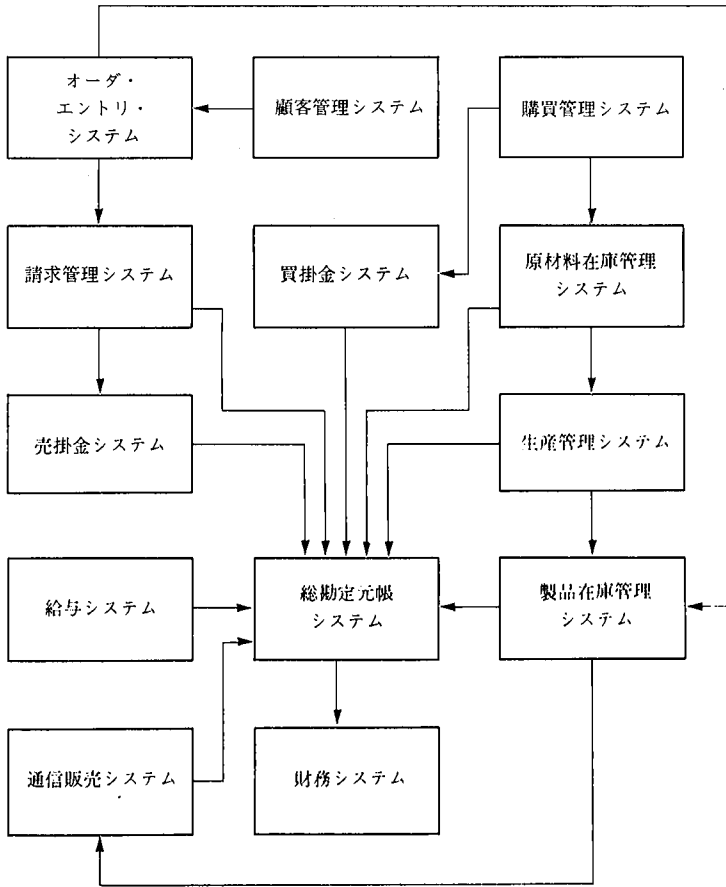 オーダ・
エントリ・
システム
顧客管理システム
購買管理システム
請求管理システム
買掛金システム
原材料在庫管理
システム
売掛金システム
生産管理システム
給与システム
総勘定元帳
システム
製品在庫管理
システム
通信販売システム
財務システム